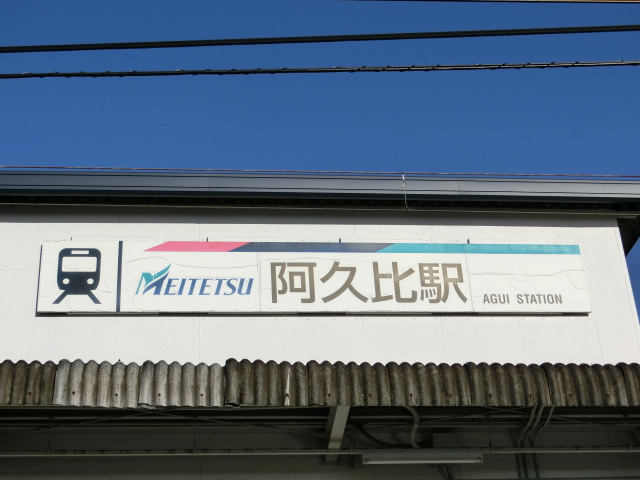 MEITETSU 阿久比駅 AGUI STATION